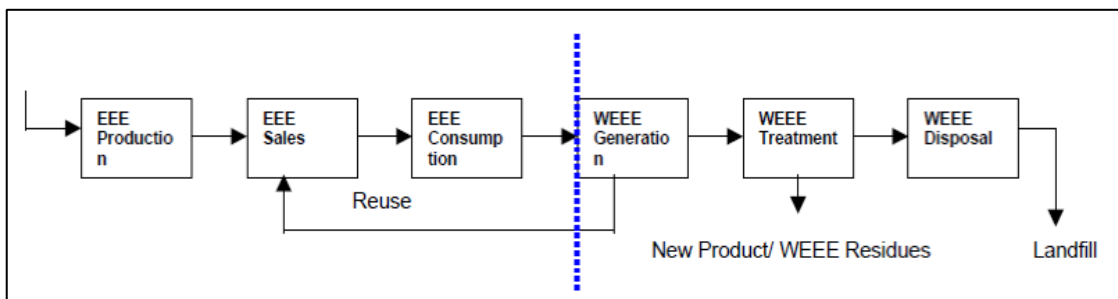 EEE
Productio
n
EEE
Sales
EEE
Consump
tion
WEEE
Generatio
n
WEEE
Treatment
WEEE
Disposal
Reuse
New Product/ WEEE Residues
Landfill